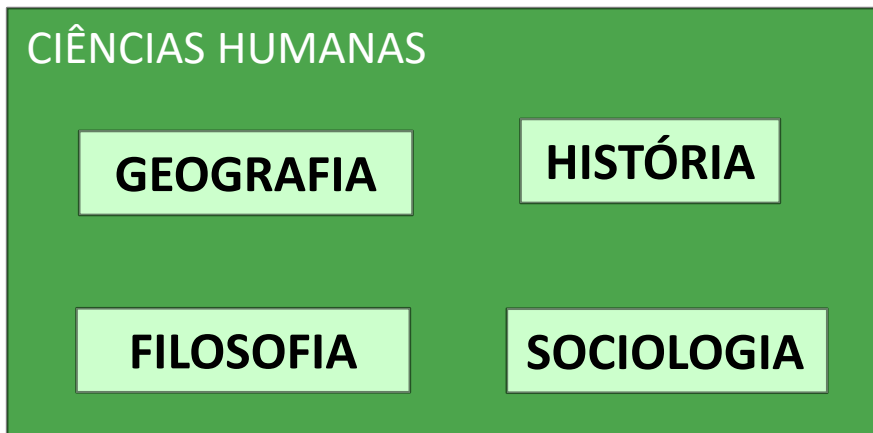 CIÊNCIAS HUMANAS
GEOGRAFIA
HISTÓRIA
FILOSOFIA
SOCIOLOGIA